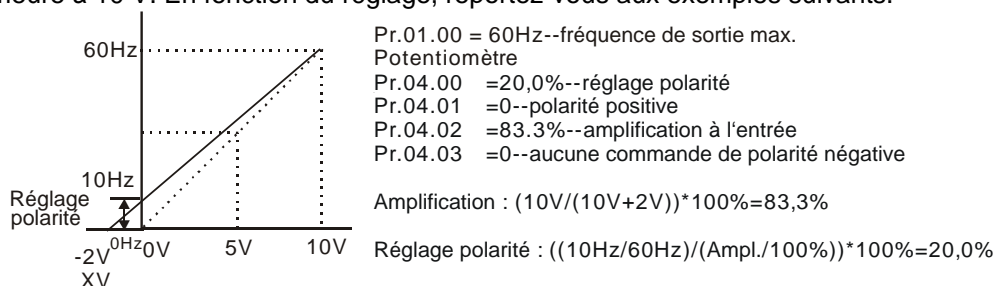 érieure à 10 V. En fonction du réglage, reportez-vous aux exemples suivants.
60Hz
10Hz
Réglage
polarité
0Hz
-2V
0V
5V
10V
XV
Pr.01.00 = 60Hz--fréquence de sortie max.
Potentiomètre
Pr.04.00 =20,0%--réglage polarité
Pr.04.01 =0--polarité positive
Pr.04.02 =83.3%--amplification à l'entrée
Pr.04.03 =0--aucune commande de polarité négative
Amplification : (10V/(10V+2V))*100%=83,3%
Réglage polarité : ((10Hz/60Hz)/(Ampl./100%))*100%=20,0%